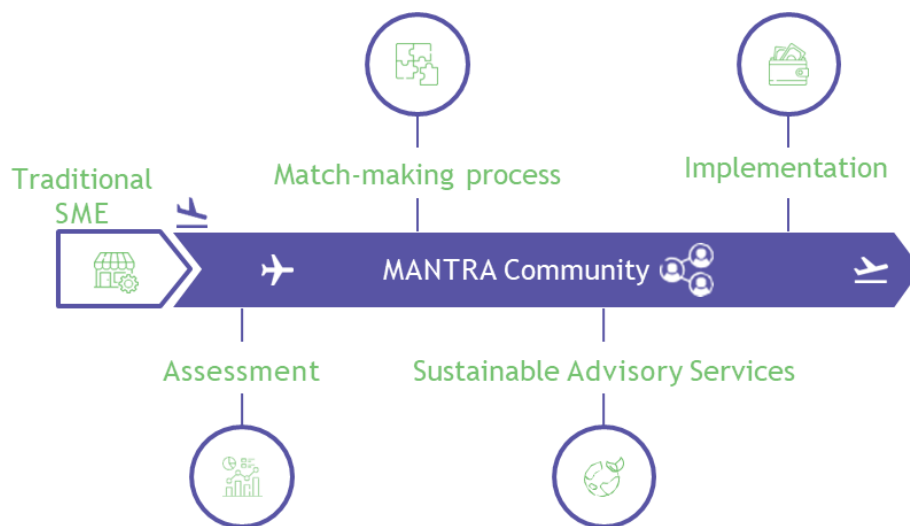 Match-making process
Implementation
Traditional
SME
MANTRA Community
Assessment
Sustainable Advisory Services